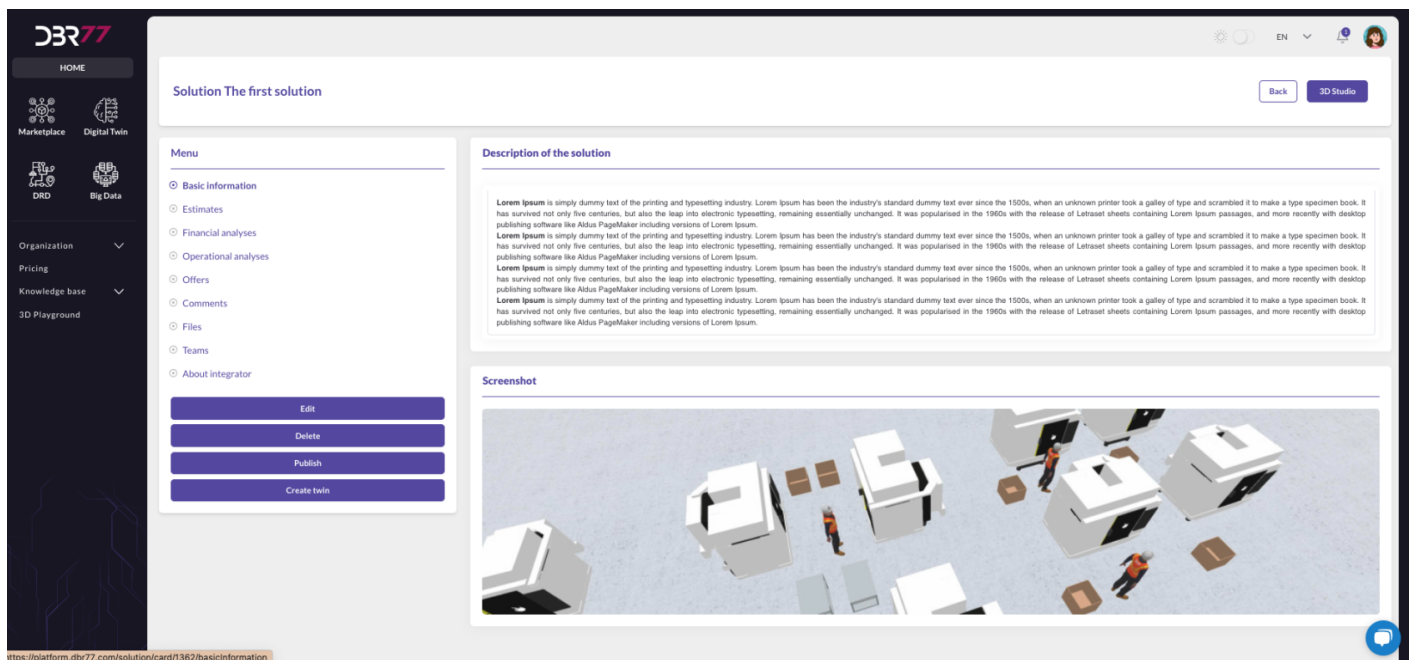 DBR77
HOME
Marketplace
Digital Twin
DRD
Big Data
Organization
Pricing
Knowledge base
3D Playground
EN
Solution The first solution
Back
3D Studio
Menu
Basic information
Estimates
Financial analyses
Operational analyses
Offers
Comments
Files
Teams
About integrator
Edit
Delete
Publish
Create twin
Description of the solution
Lorem Ipsum is simply dummy text of the printing and typesetting industry. Lorem Ipsum has been the industry's standard dummy text ever since the 1500s, when an unknown printer took a galley of type and scrambled it to make a type specimen book. It
has survived not only five centuries, but also the leap into electronic typesetting, remaining essentially unchanged. It was popularised in the 1960s with the release of Letraset sheets containing Lorem Ipsum passages, and more recently with desktop
publishing software like Aldus PageMaker including versions of Lorem Ipsum.
Lorem Ipsum is simply dummy text of the printing and typesetting industry. Lorem Ipsum has been the industry's standard dummy text ever since the 1500s, when an unknown printer took a galley of type and scrambled it to make a type specimen book. It
has survived not only five centuries, but also the leap into electronic typesetting, remaining essentially unchanged. It was popularised in the 1960s with the release of Letraset sheets containing Lorem Ipsum passages, and more recently with desktop
publishing software like Aldus PageMaker including versions of Lorem Ipsum.
Lorem Ipsum is simply dummy text of the printing and typesetting industry. Lorem Ipsum has been the industry's standard dummy text ever since the 1500s, when an unknown printer took a galley of type and scrambled it to make a type specimen book. It
has survived not only five centuries, but also the leap into electronic typesetting, remaining essentially unchanged. It was popularised in the 1960s with the release of Letraset sheets containing Lorem Ipsum passages, and more recently with desktop
publishing software like Aldus PageMaker including versions of Lorem Ipsum.
Lorem Ipsum is simply dummy text of the printing and typesetting industry. Lorem Ipsum has been the industry's standard dummy text ever since the 1500s, when an unknown printer took a galley of type and scrambled it to make a type specimen book. It
has survived not only five centuries, but also the leap into electronic typesetting, remaining essentially unchanged. It was popularised in the 1960s with the release of Letraset sheets containing Lorem Ipsum passages, and more recently with desktop
publishing software like Aldus PageMaker including versions of Lorem Ipsum.
Screenshot
https://platform.dbr77.com/solution/card/1362/basicInformation